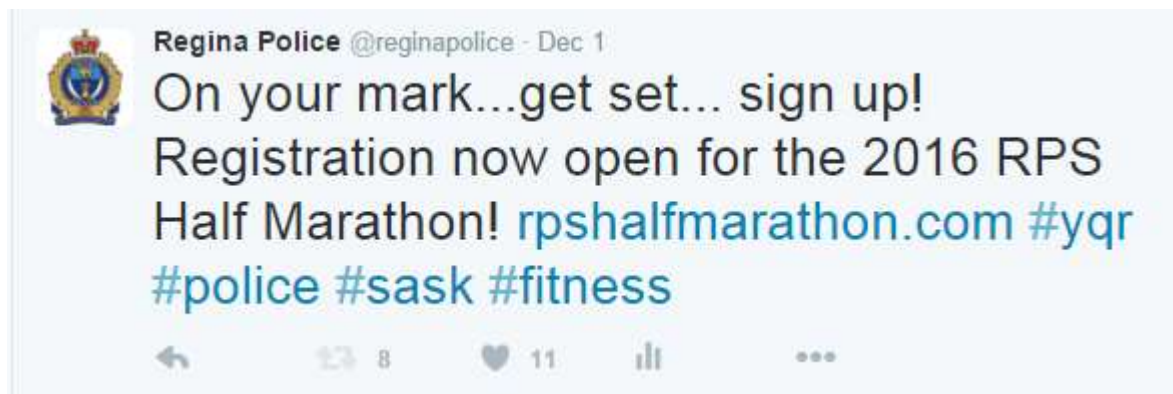 Regina Police @reginapolice · Dec 1
On your mark...get set... sign up!
Registration now open for the 2016 RPS
Half Marathon! rpshalfmarathon.com #yqr
#police #sask #fitness
8 11